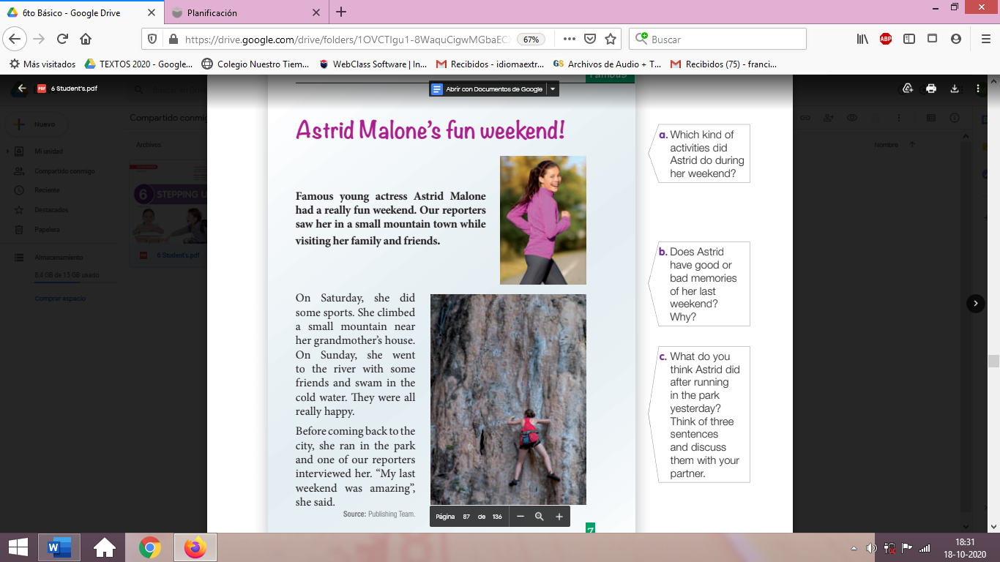 6to Básico - Google Drive
Planificación
https://drive.google.com/drive/folders/1OVCTIgu1-8WaquCigwMGbaEC
67%
Buscar
ABP
Más visitados
TEXTOS 2020 - Google...
Colegio Nuestro Tiem...
WebClass Software | In...
Recibidos - idiomaextr...
Archivos de Audio + T...
Recibidos (75) - franci...
6 Student's.pdf
Abrir con Documentos de Google
Famous
Nuevo
Compartido conmig
Archivos
Nombre
Mi unidad
Compartido conmigo
Reciente
Destacados
Papelera
6 STEPPING U
6 Student's.pdf
Almacenamiento
8,4 GB de 15 GB usado
Comprar espacio
Astrid Malone's fun weekend!
Famous young actress Astrid Malone
had a really fun weekend. Our reporters
saw her in a small mountain town while
visiting her family and friends.
On Saturday, she did
some sports. She climbed
a small mountain near
her grandmother's house.
On Sunday, she went
to the river with some
friends and swam in the
cold water. They were all
really happy.
Before coming back to the
city, she ran in the park
and one of our reporters
interviewed her. “My last
weekend was amazing”,
she said.
Source: Publishing Team.
a. Which kind of
activities did
Astrid do during
her weekend?
b. Does Astrid
have good or
bad memories
of her last
weekend?
Why?
c. What do you
think Astrid did
after running
in the park
yesterday?
Think of three
sentences
and discuss
them with your
partner.
Página 87 de 136
7
18:31
18-10-2020